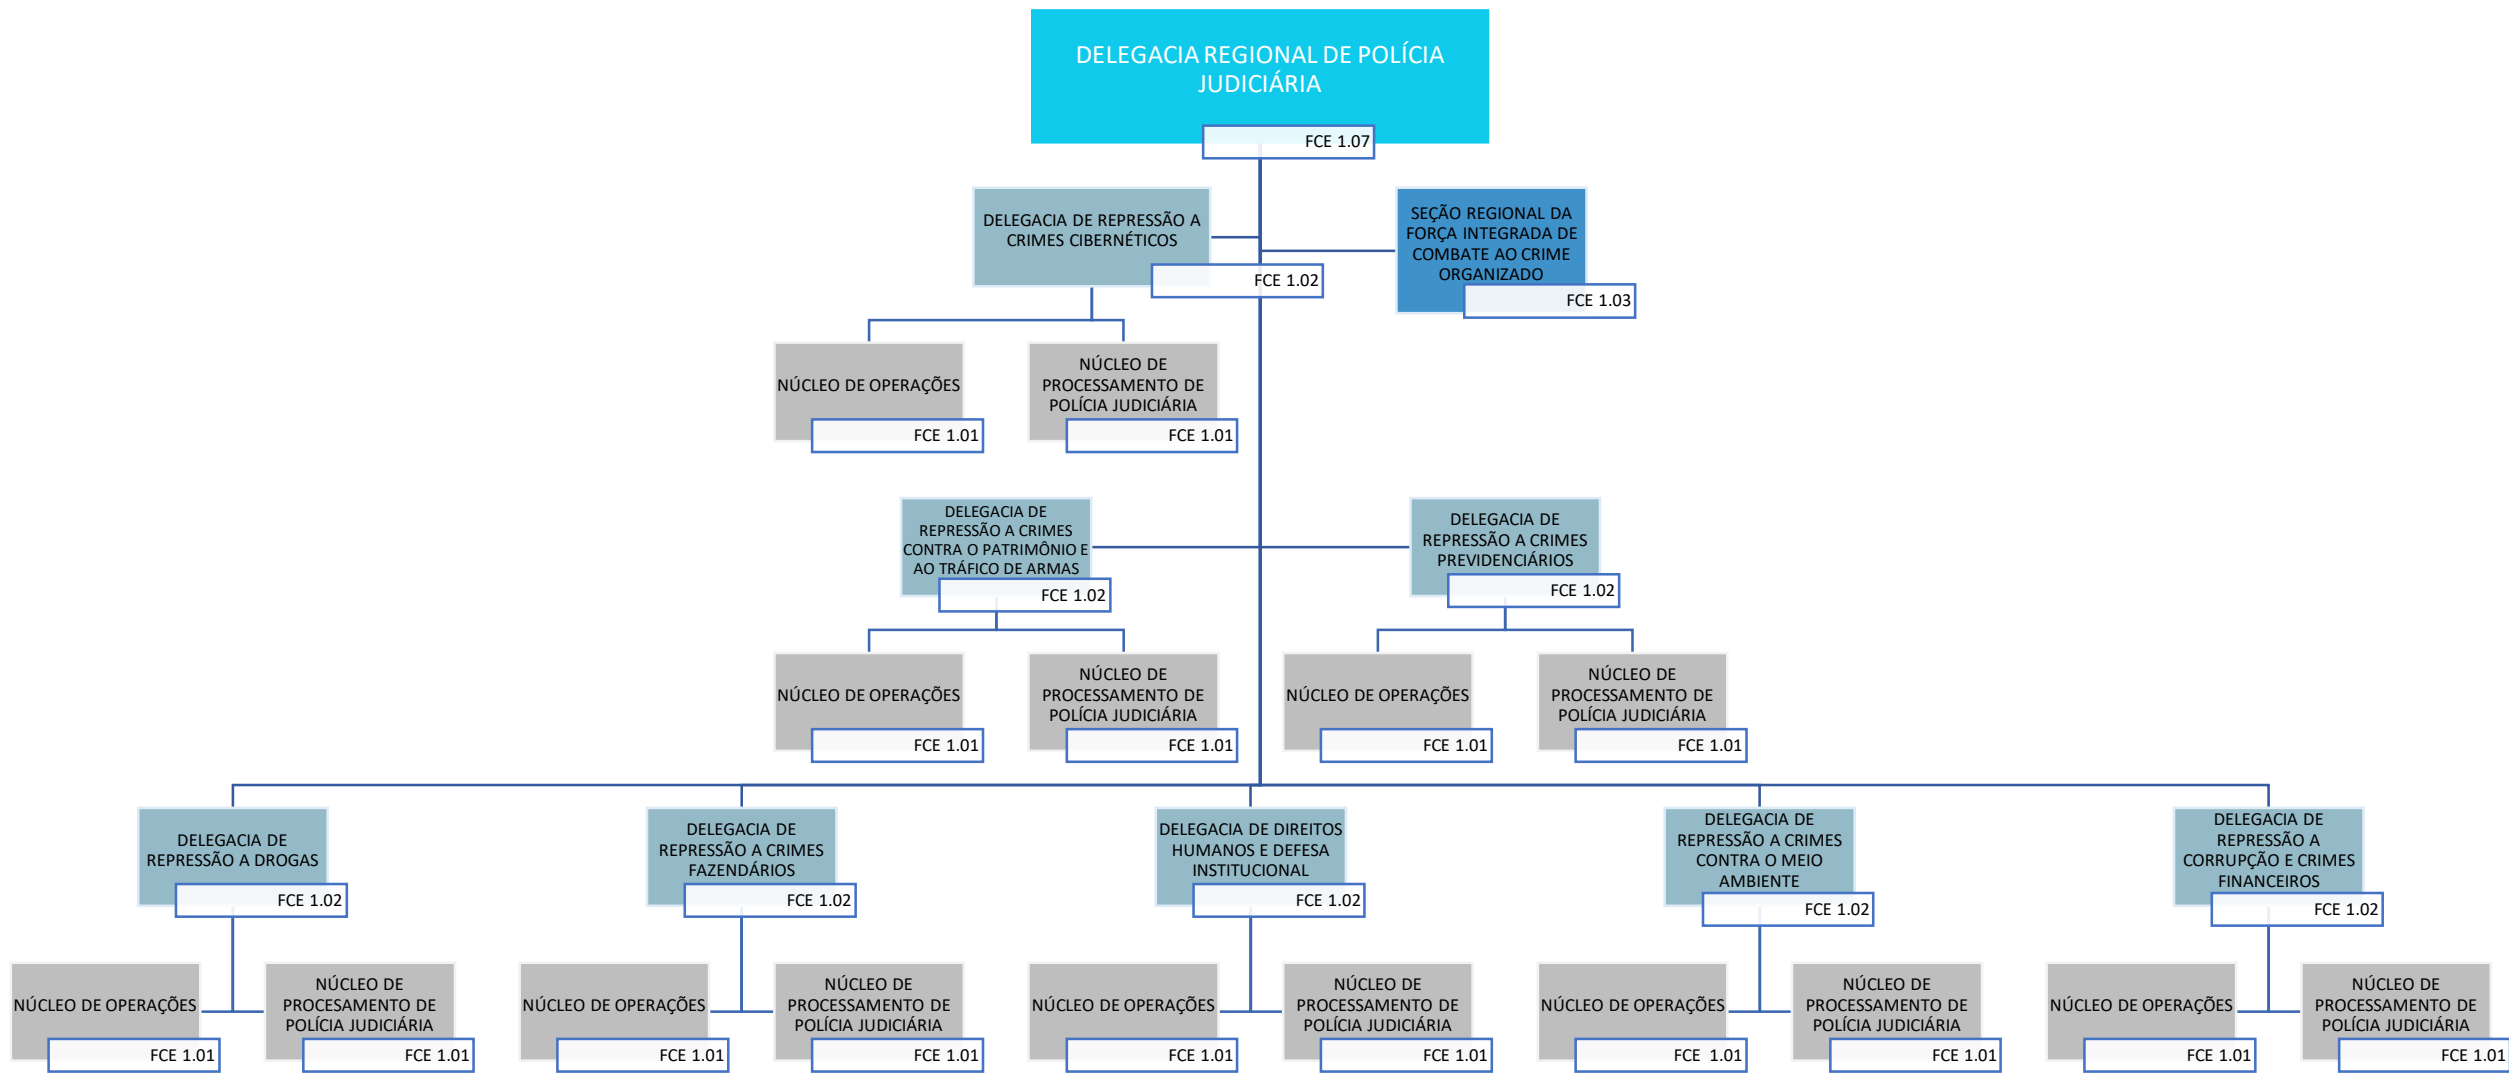 DELEGACIA REGIONAL DE POLÍCIA
JUDICIÁRIA
FCE 1.07
DELEGACIA DE REPRESSÃO A
CRIMES CIBERNÉTICOS
FCE 1.02
SEÇÃO REGIONAL DA
FORÇA INTEGRADA DE
COMBATE AO CRIME
ORGANIZADO
FCE 1.03
NÚCLEO DE OPERAÇÕES
FCE 1.01
NÚCLEO DE
PROCESSAMENTO DE
POLÍCIA JUDICIÁRIA
FCE 1.01
DELEGACIA DE
REPRESSÃO A CRIMES
CONTRA O PATRIMÔNIO E
AO TRÁFICO DE ARMAS
FCE 1.02
DELEGACIA DE
REPRESSÃO A CRIMES
PREVIDENCIÁRIOS
FCE 1.02
NÚCLEO DE OPERAÇÕES
FCE 1.01
NÚCLEO DE
PROCESSAMENTO DE
POLÍCIA JUDICIÁRIA
FCE 1.01
NÚCLEO DE OPERAÇÕES
FCE 1.01
NÚCLEO DE
PROCESSAMENTO DE
POLÍCIA JUDICIÁRIA
FCE 1.01
DELEGACIA DE
REPRESSÃO A DROGAS
FCE 1.02
DELEGACIA DE
REPRESSÃO A CRIMES
FAZENDÁRIOS
FCE 1.02
DELEGACIA DE DIREITOS
HUMANOS E DEFESA
INSTITUCIONAL
FCE 1.02
DELEGACIA DE
REPRESSÃO A CRIMES
CONTRA O MEIO
AMBIENTE
FCE 1.02
DELEGACIA DE
REPRESSÃO A
CORRUPÇÃO E CRIMES
FINANCEIROS
FCE 1.02
NÚCLEO DE OPERAÇÕES
FCE 1.01
NÚCLEO DE
PROCESAMENTO DE
POLÍCIA JUDICIÁRIA
FCE 1.01
NÚCLEO DE OPERAÇÕES
FCE 1.01
NÚCLEO DE
PROCESSAMENTO DE
POLÍCIA JUDICIÁRIA
FCE 1.01
NÚCLEO DE OPERAÇÕES
FCE 1.01
NÚCLEO DE
PROCESSAMENTO DE
POLÍCIA JUDICIÁRIA
FCE 1.01
NÚCLEO DE OPERAÇÕES
FCE 1.01
NÚCLEO DE
PROCESSAMENTO DE
POLÍCIA JUDICIÁRIA
FCE 1.01
NÚCLEO DE OPERAÇÕES
FCE 1.01
NÚCLEO DE
PROCESSAMENTO DE
POLÍCIA JUDICIÁRIA
FCE 1.01